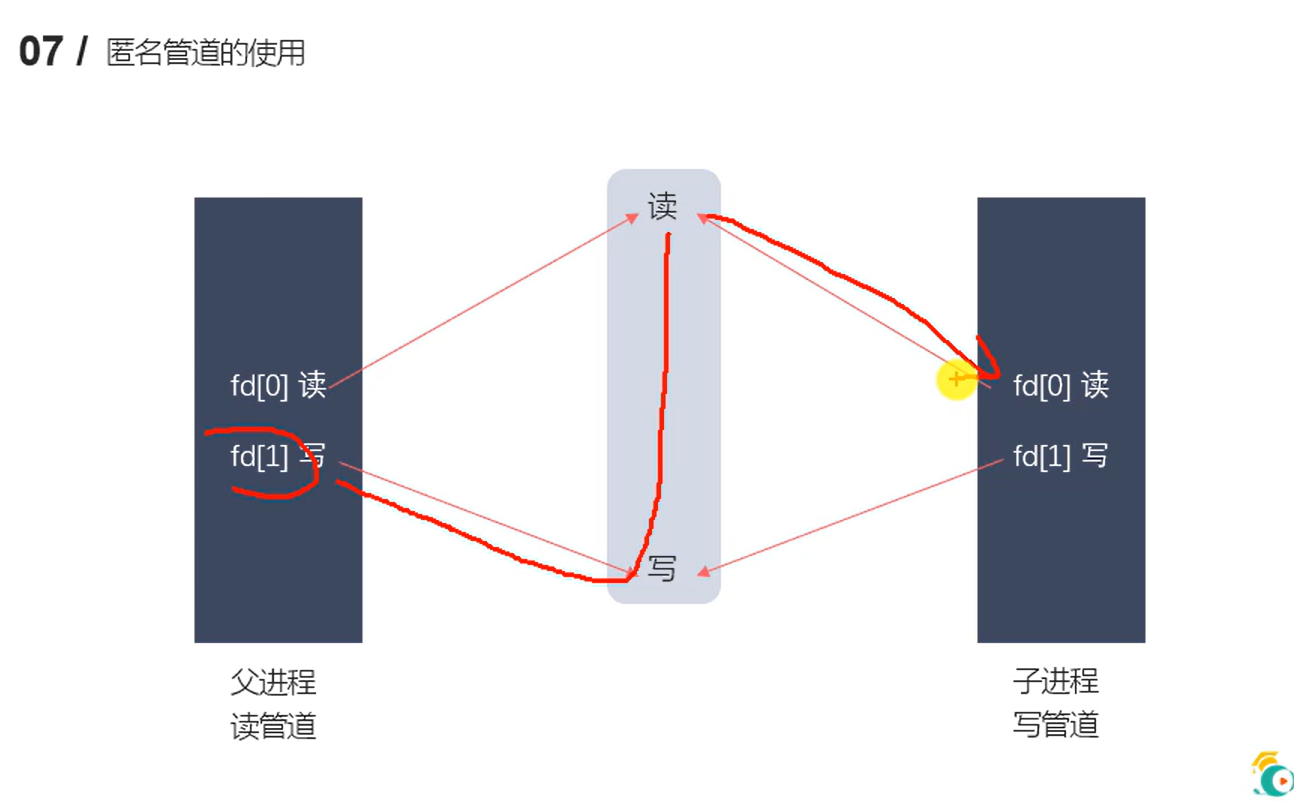 07 / 匿名管道的使用
读
fd[0] 读
fd[0] 读
fd[1] 写
fd[1] 写
写
父进程
读管道
子进程
写管道